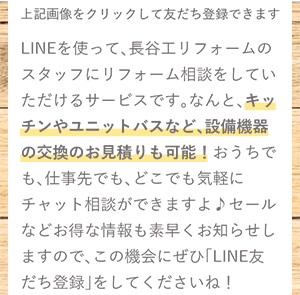 上記画像をクリックして友だち登録できます
LINEを使って、長谷工リフォームの
スタッフにリフォーム相談をしてい
ただけるサービスです。なんと、キッ
チンやユニットバスなど、設備機器
の交換のお見積りも可能！おうちで
も、仕事先でも、どこでも気軽に
チャット相談ができますよ♪セール
などお得な情報も素早くお知らせし
ますので、この機会にぜひ「LINE友
だち登録」をしてくださいね！